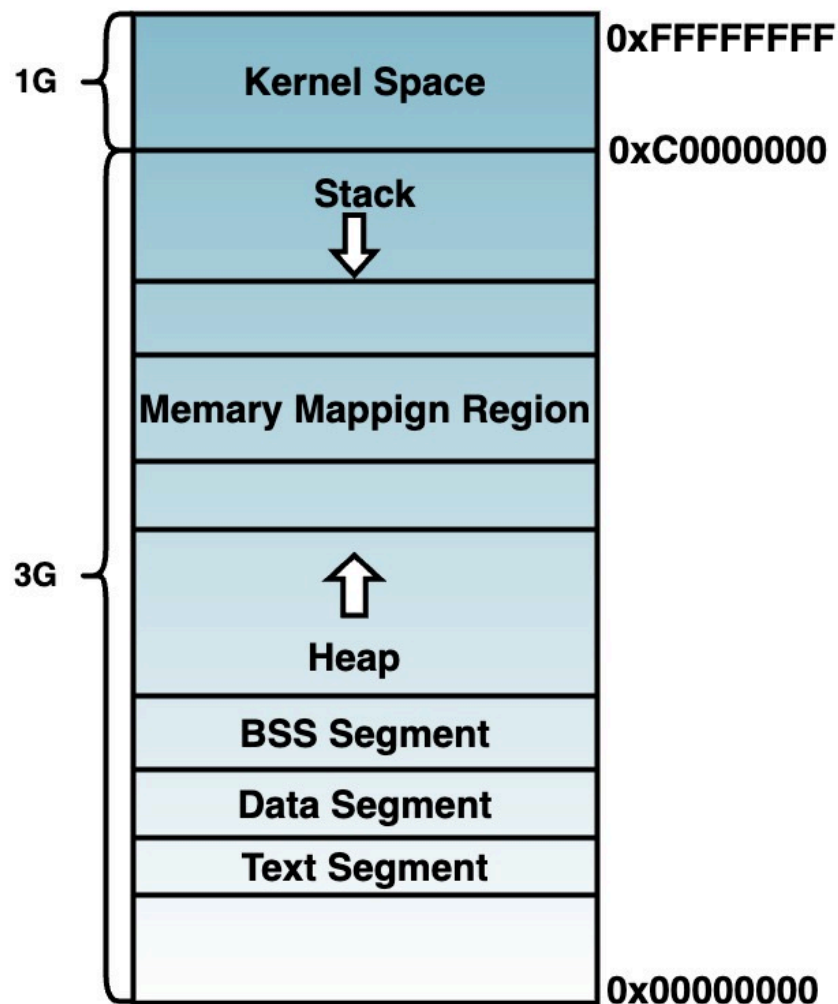 0xFFFFFFFF
1G
Kernel Space
0xC0000000
Stack
Memary Mappign Region
3G
Heap
BSS Segment
Data Segment
Text Segment
0x00000000